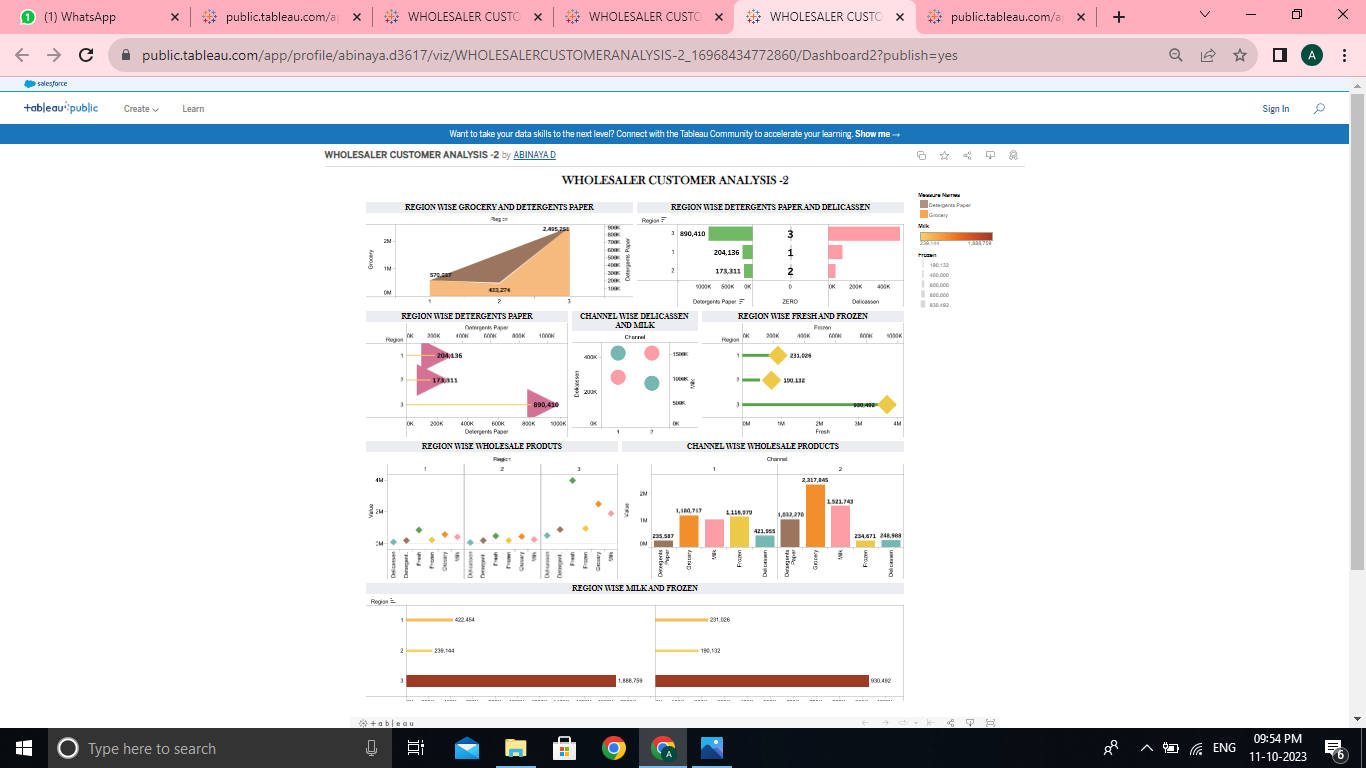 (1) WhatsApp
public.tableau.com/a
WHOLESALER CUSTO
WHOLESALER CUSTO
WHOLESALER CUSTO
public.tableau.com/a
public.tableau.com/app/profile/abinaya.d3617/viz/WHOLESALERCUSTOMERANALYSIS-2_16968434772860/Dashboard2?publish=yes
A
salesforce
+ableau public
Create
Learn
Sign In
Want to take your data skills to the next level? Connect with the Tableau Community to accelerate your learning. Show me →
WHOLESALER CUSTOMER ANALYSIS -2 by ABINAYA D
WHOLESALER CUSTOMER ANALYSIS -2
REGION WISE GROCERY AND DETERGENTS PAPER
Region
2,495,251
570,037
433,274
Grocery
2M
1M
0M
900K
800K
700K
600K
500K
400K
300K
200K
100K
Detergents Paper
1 2 3
REGION WISE DETERGENTS PAPER AND DELICASSEN
Region
3 890,410 3
1 204,136 1
2 173,311 2
1000K 500K 0K 0 0K 200K 400K
Detergents Paper ZERO Delicassen
Measure Names
Detergents Paper
Grocery
Milk
239,144 1,888,759
Frozen
190,132
400,000
600,000
800,000
930,492
REGION WISE DETERGENTS PAPER
Detergents Paper
Region 0K 200K 400K 600K 800K 1000K
1 204,136
2 173,311
3 890,410
0K 200K 400K 600K 800K 1000K
Detergents Paper
CHANNEL WISE DELICASSEN
AND MILK
Channel
400K
200K
0K
Delicassen
1500K
1000K
500K
0K
Milk
1 2
REGION WISE FRESH AND FROZEN
Frozen
Region 0K 200K 400K 600K 800K 1000K
1 231,026
2 190,132
3 930,492
0M 1M 2M 3M 4M
Fresh
REGION WISE WHOLESALE PRODUTS
Region
1 2 3
4M
2M
0M
Value
Delicassen Detergent.. Fresh Frozen Grocery Milk Delicassen Detergent.. Fresh Frozen Grocery Milk Delicassen Detergent.. Fresh Frozen Grocery Milk
CHANNEL WISE WHOLESALE PRODUCTS
Channel
1 2
2M
1M
0M
Value
235,587 1,180,717 1,116,979 421,955 1,032,270 2,317,845 1,521,743 234,671 248,988
Detergents Paper Grocery Milk Frozen Delicassen Detergents Paper Grocery Milk Frozen Delicassen
REGION WISE MILK AND FROZEN
Region
1 422,454 231,026
2 239,144 190,132
3 1,888,759 930,492
+ableau
Type here to search
A
ENG
09:54 PM
11-10-2023
6